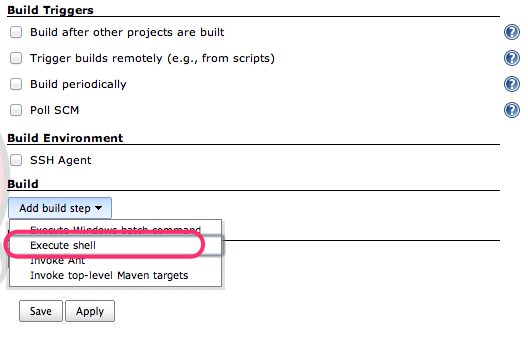 Build Triggers
Build after other projects are built
Trigger builds remotely (e.g., from scripts)
Build periodically
Poll SCM
Build Environment
SSH Agent
Build
Add build step
Execute Windows batch command
Execute shell
Invoke Ant
Invoke top-level Maven targets
Save Apply